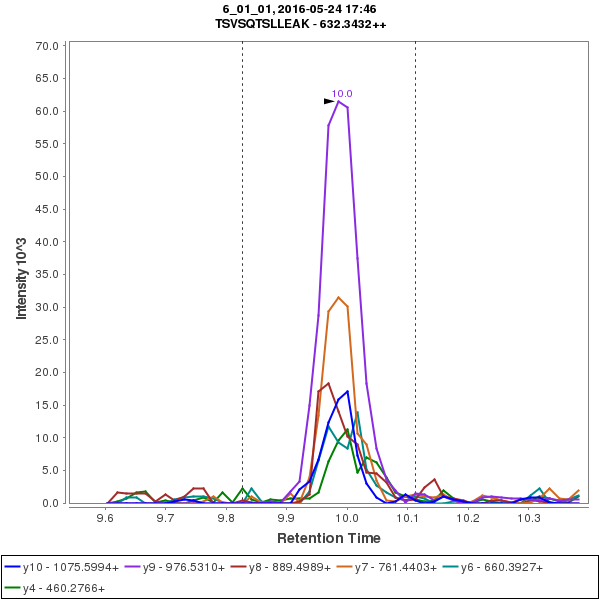 6_01_01, 2016-05-24 17:46
TSVSQTSLLEAK - 632.3432++
70.0
65.0
60.0
55.0
50.0
45.0
40.0
35.0
30.0
25.0
20.0
15.0
10.0
5.0
0.0
Intensity 10^3
10.0
9.6 9.7 9.8 9.9 10.0 10.1 10.2 10.3
Retention Time
y10 - 1075.5994+ y9 - 976.5310+ y8 - 889.4989+ y7 - 761.4403+ y6 - 660.3927+
y4 - 460.2766+